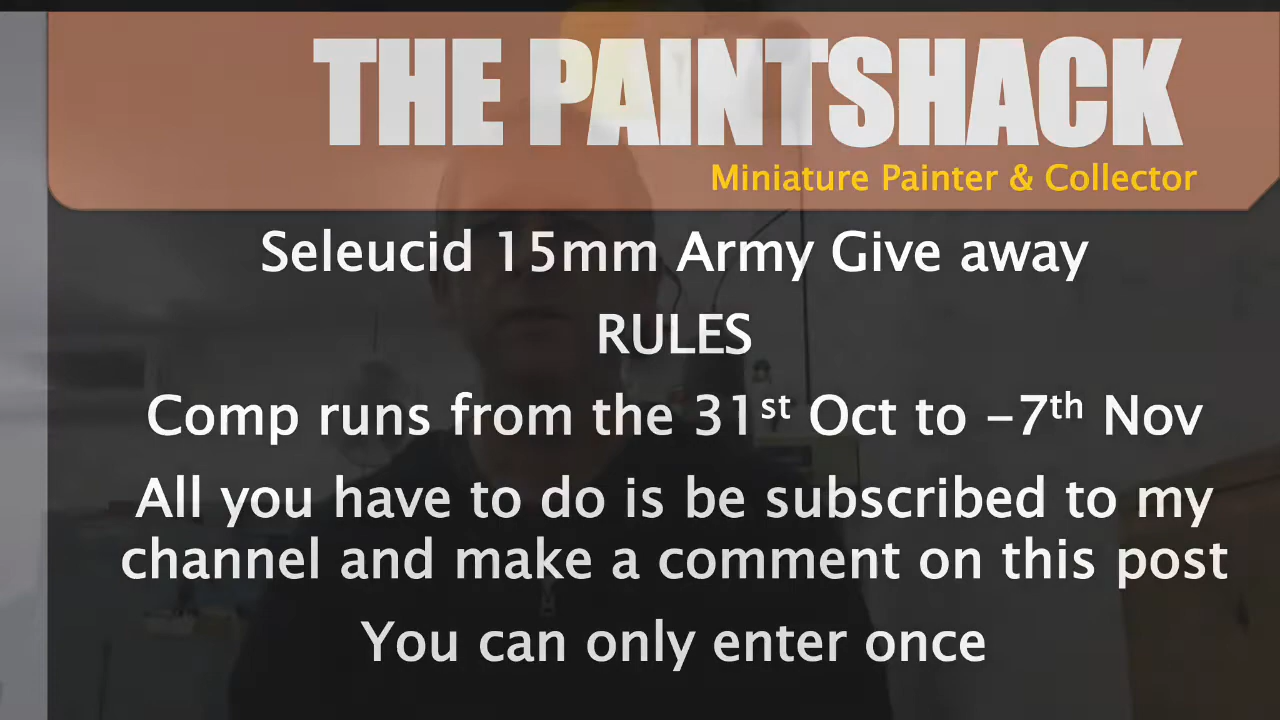 THE PAINTSHACK
Miniature Painter & Collector
Seleucid 15mm Army Give away
RULES
Comp runs from the 31st Oct to –7th Nov
All you have to do is be subscribed to my
channel and make a comment on this post
You can only enter once